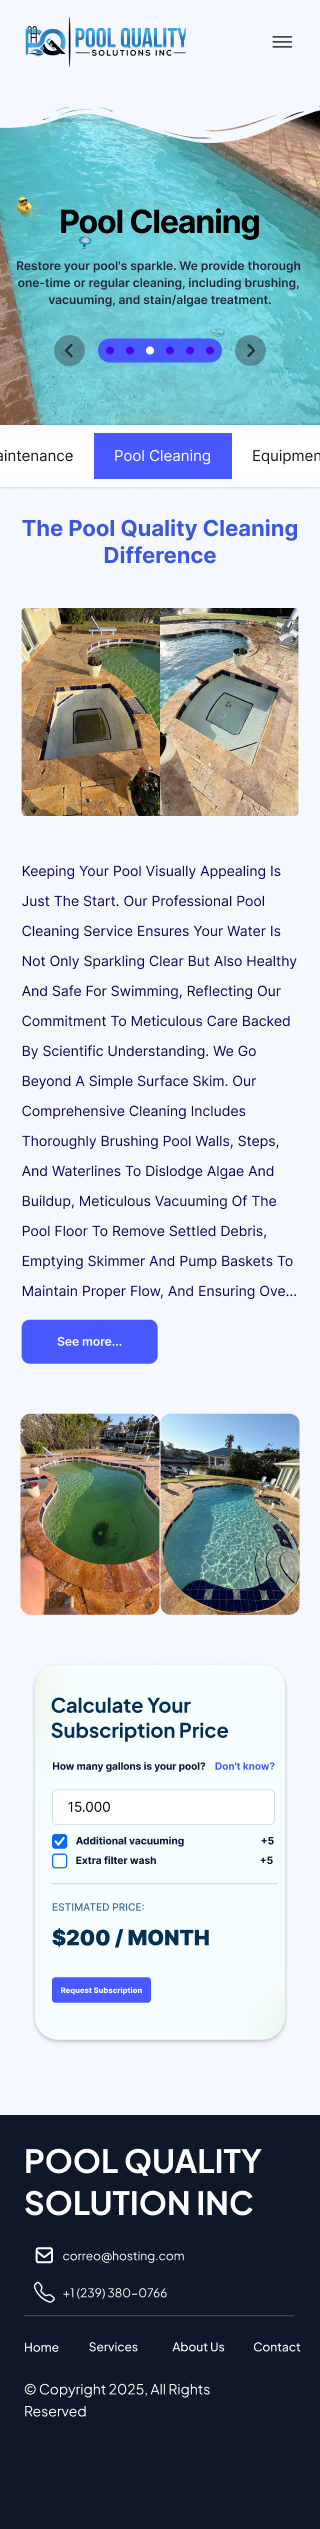 POOL QUALITY
SOLUTIONS INC
Pool Cleaning
Restore your pool's sparkle. We provide thorough
one-time or regular cleaning, including brushing,
vacuuming, and stain/algae treatment.
aintenance Pool Cleaning Equipmen
The Pool Quality Cleaning
Difference
Keeping Your Pool Visually Appealing Is
Just The Start. Our Professional Pool
Cleaning Service Ensures Your Water Is
Not Only Sparkling Clear But Also Healthy
And Safe For Swimming, Reflecting Our
Commitment To Meticulous Care Backed
By Scientific Understanding. We Go
Beyond A Simple Surface Skim. Our
Comprehensive Cleaning Includes
Thoroughly Brushing Pool Walls, Steps,
And Waterlines To Dislodge Algae And
Buildup, Meticulous Vacuuming Of The
Pool Floor To Remove Settled Debris,
Emptying Skimmer And Pump Baskets To
Maintain Proper Flow, And Ensuring Ove...
See more...
Calculate Your
Subscription Price
How many gallons is your pool? Don't know?
15.000
Additional vacuuming +5
Extra filter wash +5
ESTIMATED PRICE:
$200 / MONTH
Request Subscription
POOL QUALITY
SOLUTION INC
correo@hosting.com
+1 (239) 380-0766
Home Services About Us Contact
© Copyright 2025, All Rights
Reserved